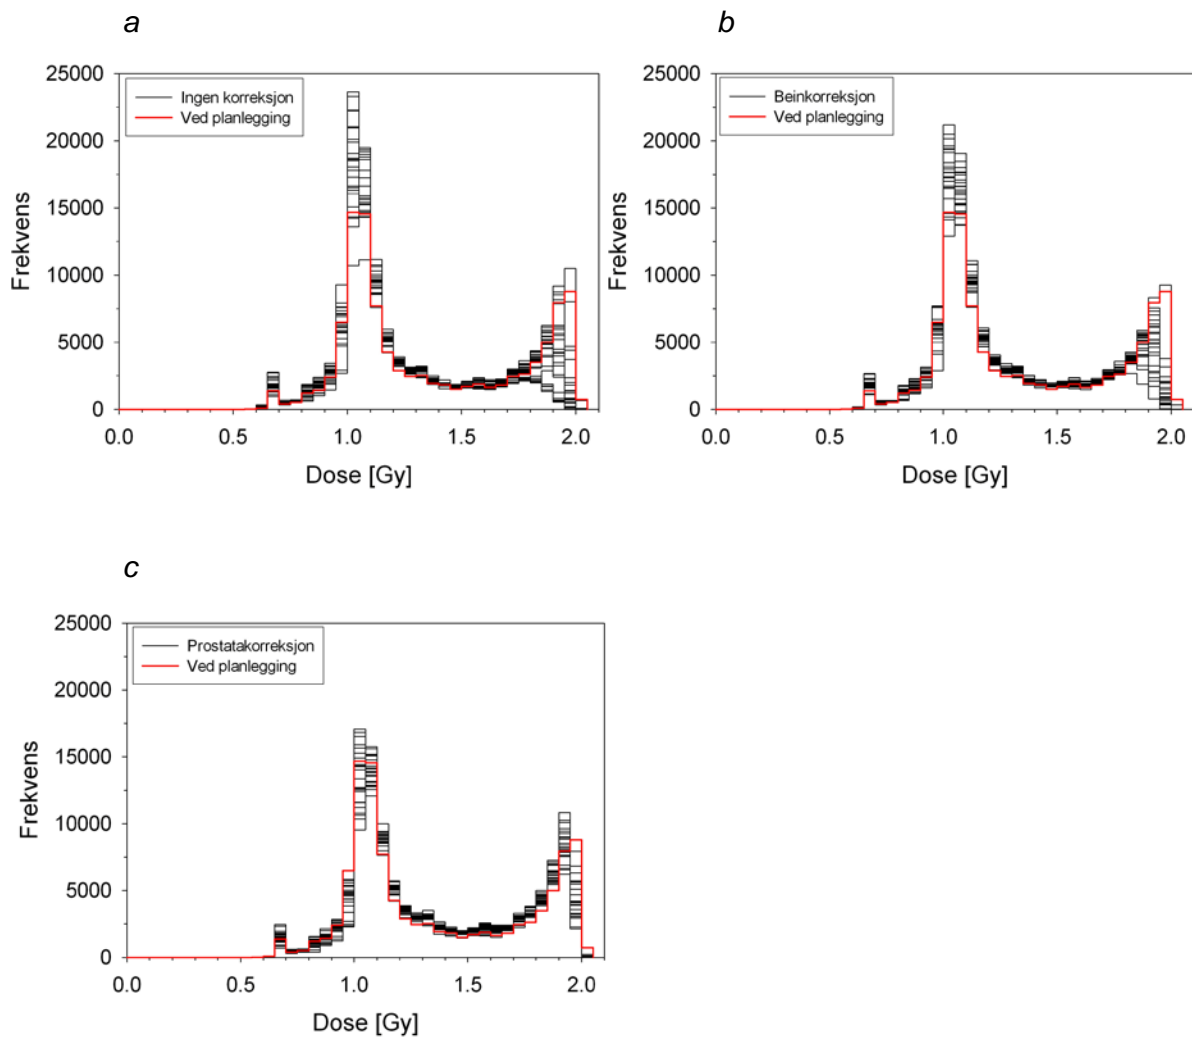 a
25000
20000
15000
10000
5000
0
Frekvens
Ingen korreksjon
Ved planlegging
0.0 0.5 1.0 1.5 2.0
Dose [Gy]
b
25000
20000
15000
10000
5000
0
Frekvens
Beinkorreksjon
Ved planlegging
0.0 0.5 1.0 1.5 2.0
Dose [Gy]
c
25000
20000
15000
10000
5000
0
Frekvens
Prostatakorreksjon
Ved planlegging
0.0 0.5 1.0 1.5 2.0
Dose [Gy]